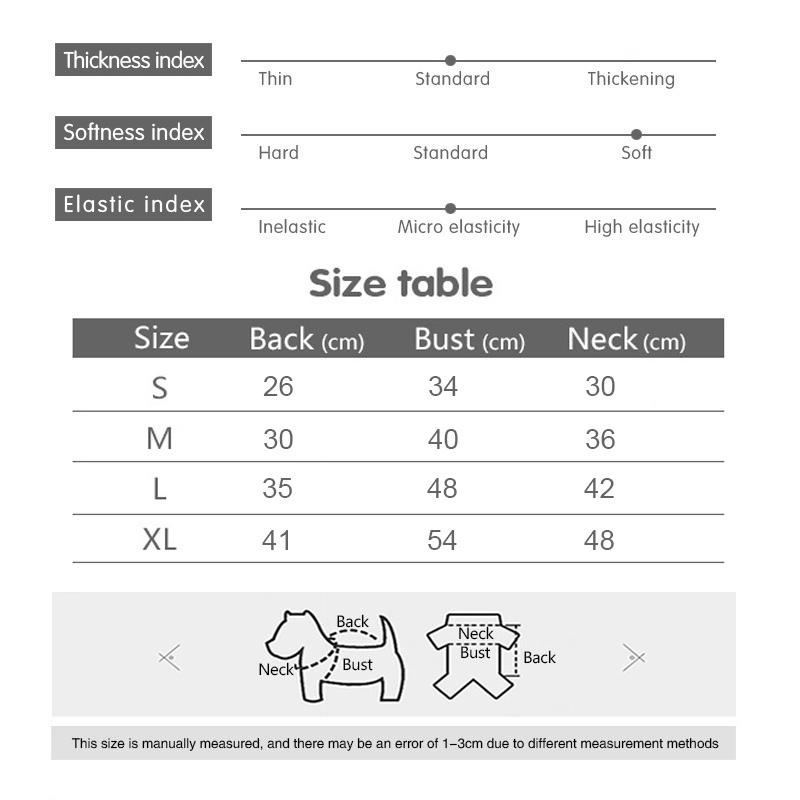 Thickness index
Thin Standard Thickening
Softness index
Hard Standard Soft
Elastic index
Inelastic Micro elasticity High elasticity
Size table
Size Back (cm) Bust (cm) Neck (cm)
S 26 34 30
M 30 40 36
L 35 48 42
XL 41 54 48
Back
Neck Bust
Neck
Bust Back
This size is manually measured, and there may be an error of 1–3cm due to different measurement methods